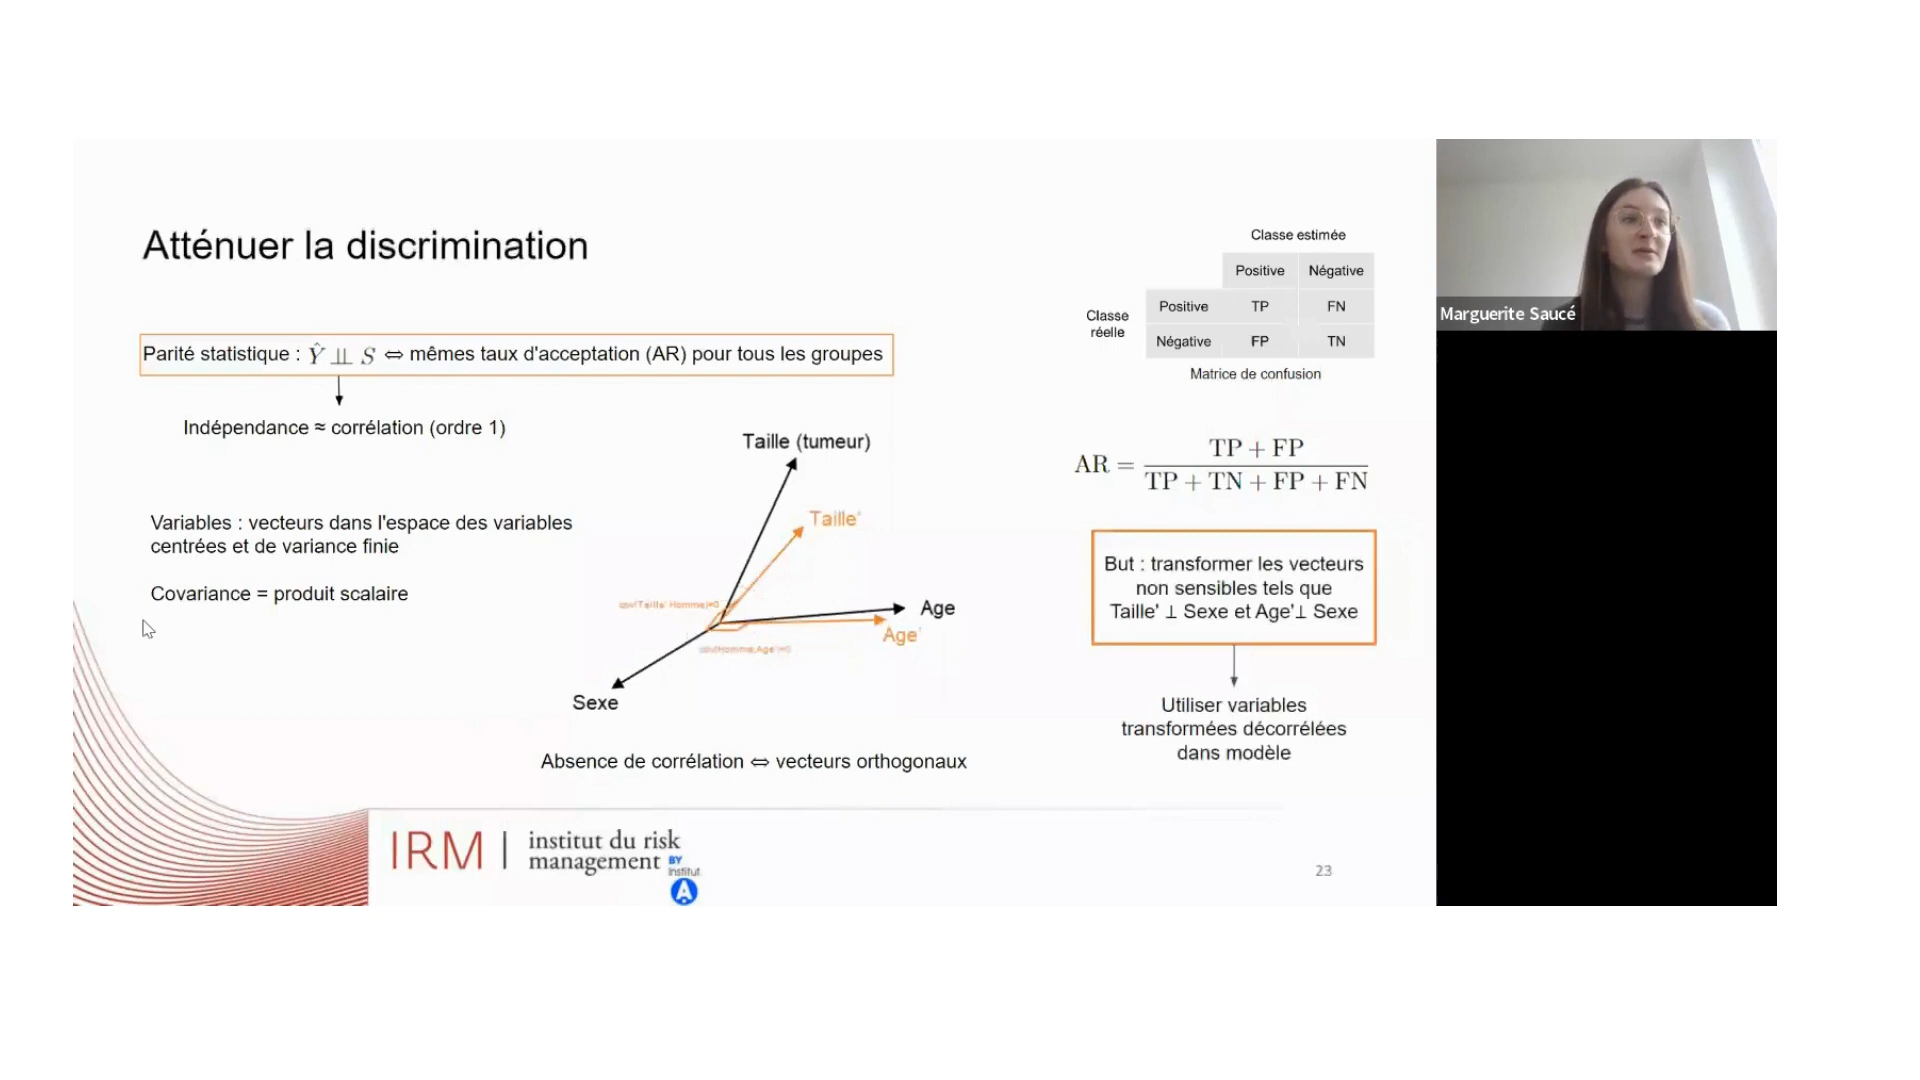 Atténuer la discrimination
Parité statistique : Ŷ ⫫ S ⇔ mêmes taux d'acceptation (AR) pour tous les groupes
Indépendance ≈ corrélation (ordre 1)
Variables : vecteurs dans l'espace des variables
centrées et de variance finie
Covariance = produit scalaire
Taille (tumeur)
Taille'
Age
Age'
Sexe
Absence de corrélation ⇔ vecteurs orthogonaux
Classe estimée
Positive Négative
Classe
réelle
Positive TP FN
Négative FP TN
Matrice de confusion
AR = (TP + FP) / (TP + TN + FP + FN)
But : transformer les vecteurs
non sensibles tels que
Taille' ⊥ Sexe et Age'⊥ Sexe
Utiliser variables
transformées décorrélées
dans modèle
IRM | institut du risk
management BY
Institut.
A
23
Marguerite Saucé